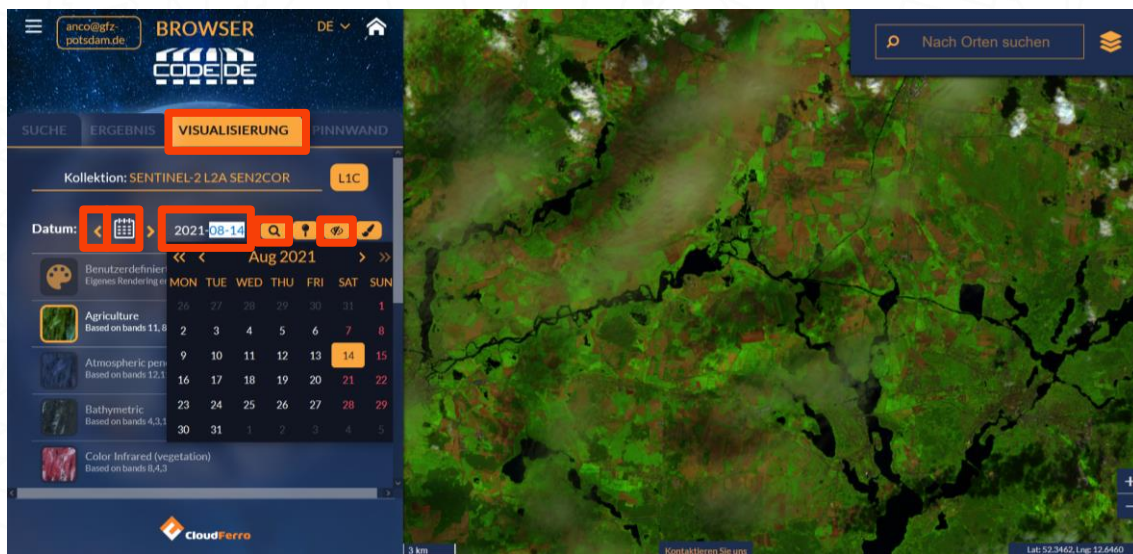 anco@gfz-
potsdam.de
BROWSER
DE
CODE DE
SUCHE ERGEBNIS VISUALISIERUNG PINNWAND
Kollektion: SENTINEL-2 L2A SEN2COR L1C
Datum: 2021-08-14
Aug 2021
MON TUE WED THU FRI SAT SUN
26 27 28 29 30 31 1
2 3 4 5 6 7 8
9 10 11 12 13 14 15
16 17 18 19 20 21 22
23 24 25 26 27 28 29
30 31 1 2 3 4 5
Benutzerdefiniert
Eigenes Rendering
Agriculture
Based on bands 11, 8
Atmospheric pen
Based on bands 12,1
Bathymetric
Based on bands 4,3,1
Color Infrared (vegetation)
Based on bands 8,4,3
CloudFerro
Nach Orten suchen
3 km
Kontaktieren Sie uns
Lat: 52.3462, Lng: 12.6460